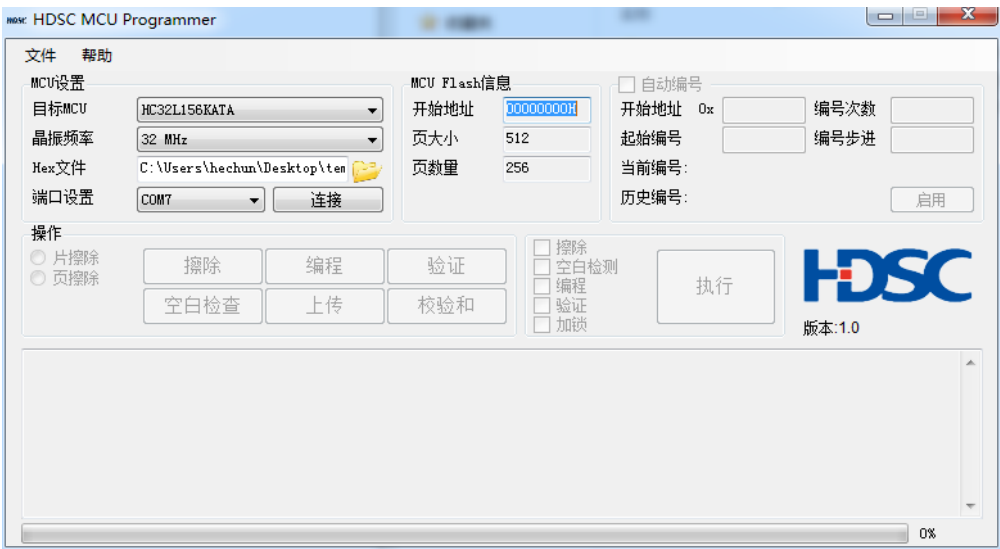 HDSC HDSC MCU Programmer
文件 帮助
MCU设置
目标MCU HC32L156KATA
晶振频率 32 MHz
Hex文件 C:\Users\hechun\Desktop\ten
端口设置 COM7 连接
MCU Flash信息
开始地址 00000000H
页大小 512
页数量 256
自动编号
开始地址 0x 编号次数
起始编号 编号步进
当前编号:
历史编号: 启用
操作
片擦除
页擦除
擦除 编程 验证
空白检查 上传 校验和
擦除
空白检测
编程
验证
加锁
执行
HDSC
版本:1.0
0%